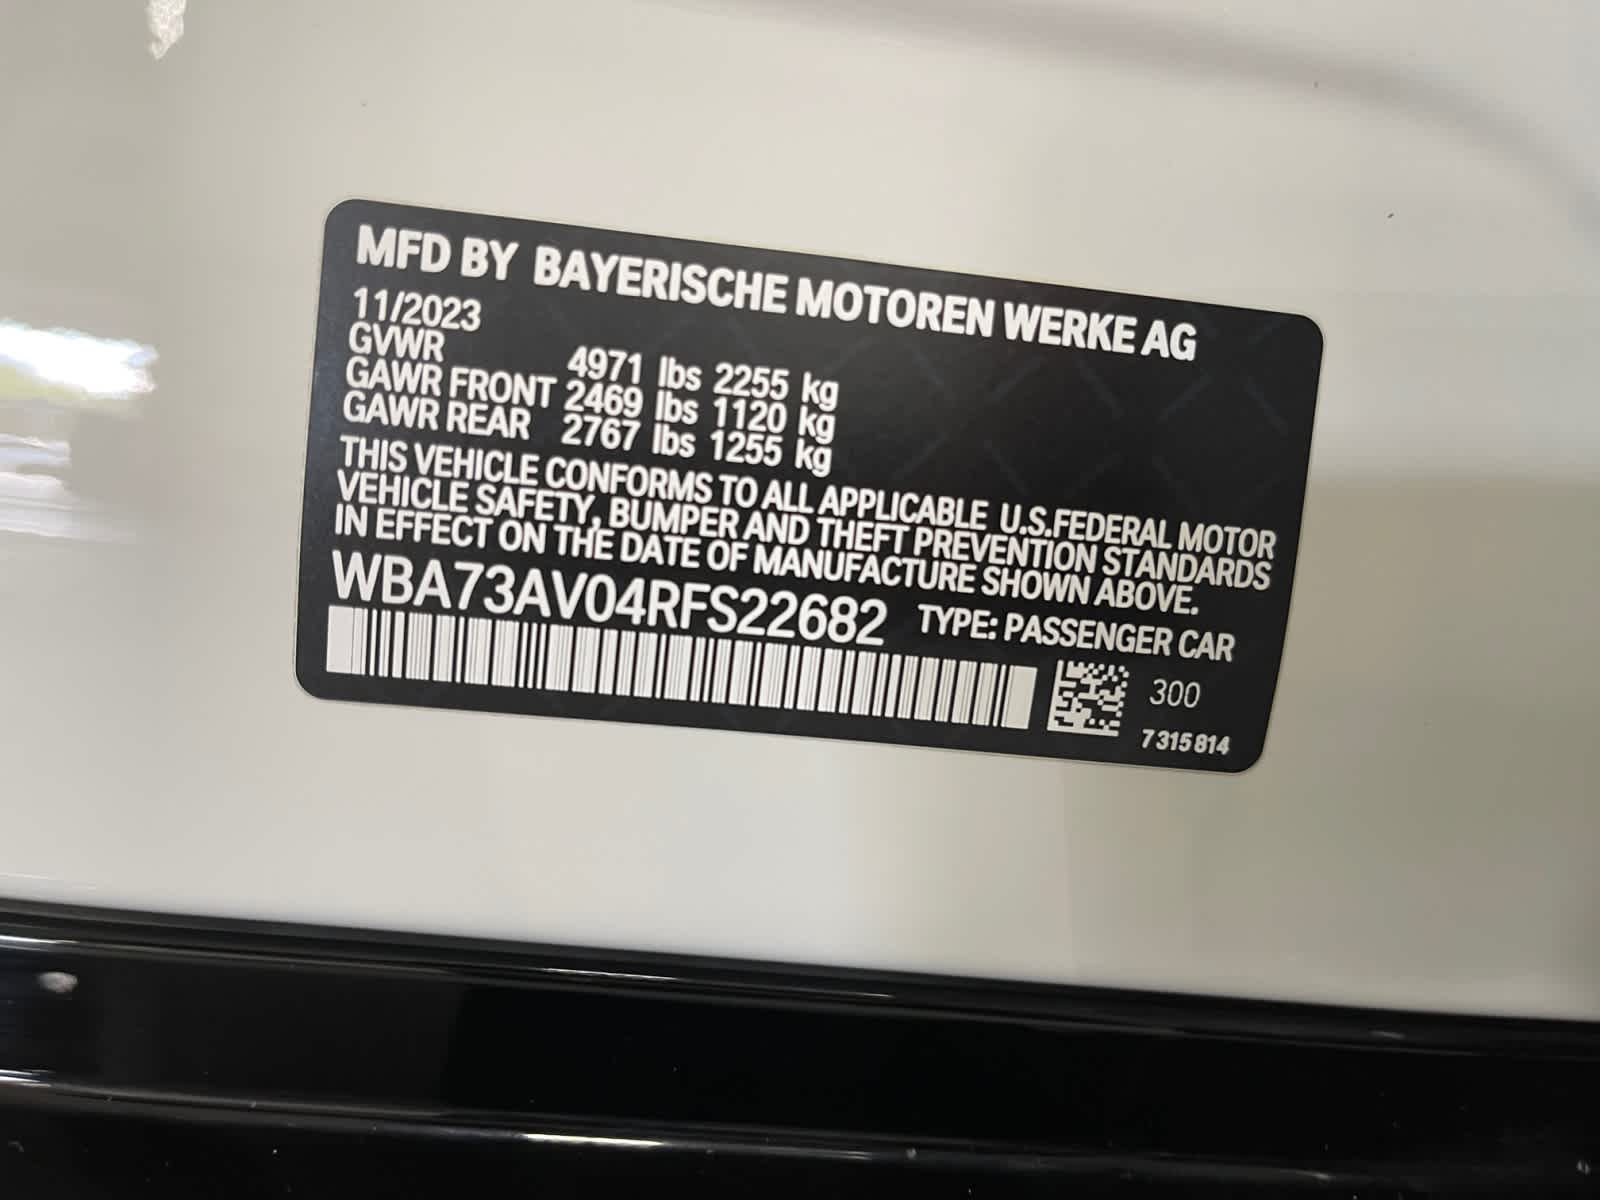 MFD BY BAYERISCHE MOTOREN WERKE AG
11/2023
GVWR 4971 lbs 2255 kg
GAWR FRONT 2469 lbs 1120 kg
GAWR REAR 2767 lbs 1255 kg
THIS VEHICLE CONFORMS TO ALL APPLICABLE U.S.FEDERAL MOTOR
VEHICLE SAFETY, BUMPER AND THEFT PREVENTION STANDARDS
IN EFFECT ON THE DATE OF MANUFACTURE SHOWN ABOVE.
WBA73AV04RFS22682 TYPE: PASSENGER CAR
300
7 315 814